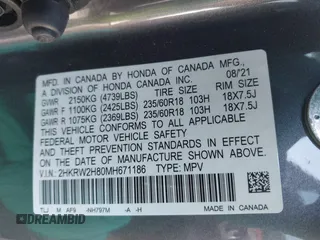 MFD. IN CANADA BY HONDA OF CANADA MFG.
A DIVISION OF HONDA CANADA INC. 08/21
GVWR 2150KG (4739LBS) TIRE SIZE RIM SIZE
GAWR F 1100KG (2425LBS) 235/60R18 103H 18X7.5J
GAWR R 1075KG (2369LBS) 235/60R18 103H 18X7.5J
THIS VEHICLE CONFORMS TO ALL APPLICABLE
FEDERAL MOTOR VEHICLE SAFETY
AND THEFT PREVENTION STANDARDS IN EFFECT
ON THE DATE OF MANUFACTURE SHOWN ABOVE.
V.I.N.: 2HKRW2H80MH671186 TYPE: MPV
TLJ M AF9 -NH797M -A -H MADE IN CANADA
DREAMBID